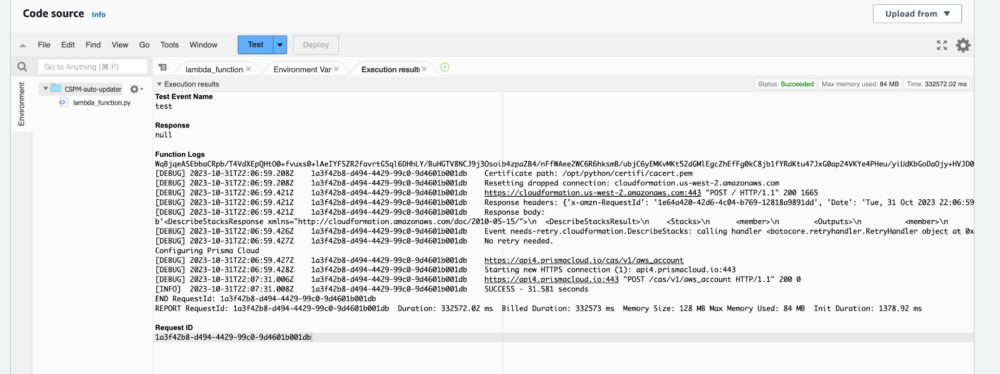 Code source Info
Upload from
File Edit Find View Go Tools Window Test Deploy
Go to Anything (⌘ P)
lambda_function. Environment Var Execution results
Environment
CSPM-auto-updater
lambda_function.py
Execution results
Status: Succeeded Max memory used: 84 MB Time: 332572.02 ms
Test Event Name
test
Response
null
Function Logs
WqBjqeASEbbaCRpb/T4VdXEpQHtO0+fvuxs0+lAeIYFSZR2favrtG5ql6DHhLY/BuHGTV8NCJ9j3Osoib4zpaZB4/nFfWAee2WC6R6hksmB/ubjC6yEMKvMKt52dGMlEgcZhEfFg0kC8jb1fYRdKtu47JxG0ap24VKYe4PHeu/yiUdKbGoDaOjy+HVJD0
[DEBUG] 2023-10-31T22:06:59.208Z 1a3f42b8-d494-4429-99c0-9d4601b001db Certificate path: /opt/python/certifi/cacert.pem
[DEBUG] 2023-10-31T22:06:59.208Z 1a3f42b8-d494-4429-99c0-9d4601b001db Resetting dropped connection: cloudformation.us-west-2.amazonaws.com
[DEBUG] 2023-10-31T22:06:59.421Z 1a3f42b8-d494-4429-99c0-9d4601b001db https://cloudformation.us-west-2.amazonaws.com:443 "POST / HTTP/1.1" 200 1665
[DEBUG] 2023-10-31T22:06:59.421Z 1a3f42b8-d494-4429-99c0-9d4601b001db Response headers: {'x-amzn-RequestId': '1e64a420-42d6-4c04-b769-12818a9891dd', 'Date': 'Tue, 31 Oct 2023 22:06:59
[DEBUG] 2023-10-31T22:06:59.421Z 1a3f42b8-d494-4429-99c0-9d4601b001db Response body:
b'<DescribeStacksResponse xmlns="http://cloudformation.amazonaws.com/doc/2010-05-15/">\n <DescribeStacksResult>\n <Stacks>\n <member>\n <Outputs>\n <member>\n
[DEBUG] 2023-10-31T22:06:59.426Z 1a3f42b8-d494-4429-99c0-9d4601b001db Event needs-retry.cloudformation.DescribeStacks: calling handler <botocore.retryhandler.RetryHandler object at 0x
[DEBUG] 2023-10-31T22:06:59.427Z 1a3f42b8-d494-4429-99c0-9d4601b001db No retry needed.
Configuring Prisma Cloud
[DEBUG] 2023-10-31T22:06:59.427Z 1a3f42b8-d494-4429-99c0-9d4601b001db https://api4.prismacloud.io/cas/v1/aws_account
[DEBUG] 2023-10-31T22:06:59.428Z 1a3f42b8-d494-4429-99c0-9d4601b001db Starting new HTTPS connection (1): api4.prismacloud.io:443
[DEBUG] 2023-10-31T22:07:31.006Z 1a3f42b8-d494-4429-99c0-9d4601b001db https://api4.prismacloud.io:443 "POST /cas/v1/aws_account HTTP/1.1" 200 0
[INFO] 2023-10-31T22:07:31.008Z 1a3f42b8-d494-4429-99c0-9d4601b001db SUCCESS - 31.581 seconds
END RequestId: 1a3f42b8-d494-4429-99c0-9d4601b001db
REPORT RequestId: 1a3f42b8-d494-4429-99c0-9d4601b001db Duration: 332572.02 ms Billed Duration: 332573 ms Memory Size: 128 MB Max Memory Used: 84 MB Init Duration: 1378.92 ms
Request ID
1a3f42b8-d494-4429-99c0-9d4601b001db